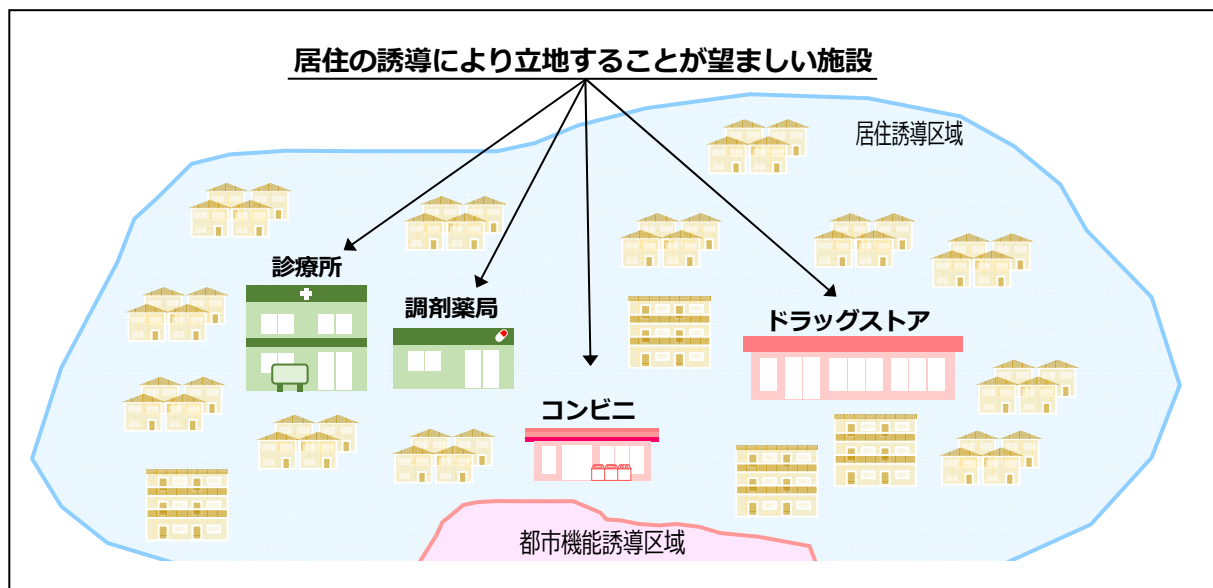 居住の誘導により立地することが望ましい施設
居住誘導区域
診療所
調剤薬局
ドラッグストア
コンビニ
都市機能誘導区域